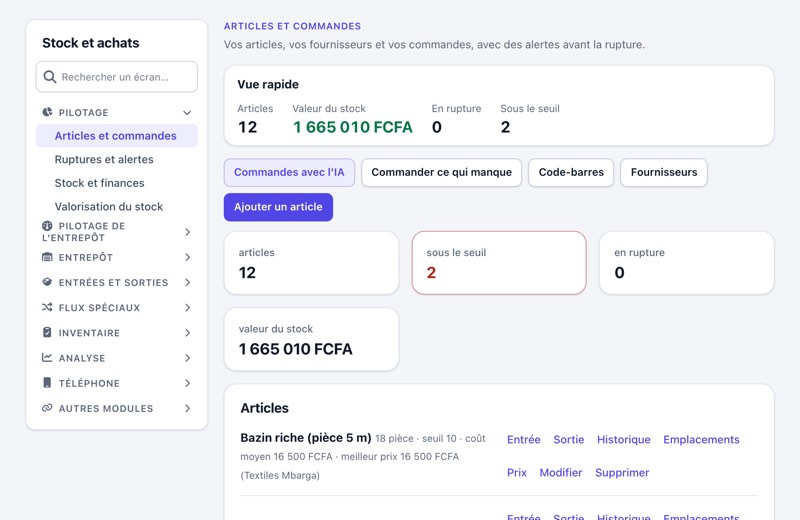 Stock et achats
Rechercher un écran...
PILOTAGE
Articles et commandes
Ruptures et alertes
Stock et finances
Valorisation du stock
PILOTAGE DE
L'ENTREPÔT
ENTREPÔT
ENTRÉES ET SORTIES
FLUX SPÉCIAUX
INVENTAIRE
ANALYSE
TÉLÉPHONE
AUTRES MODULES
ARTICLES ET COMMANDES
Vos articles, vos fournisseurs et vos commandes, avec des alertes avant la rupture.
Vue rapide
Articles Valeur du stock En rupture Sous le seuil
12 1 665 010 FCFA 0 2
Commandes avec l'IA Commander ce qui manque Code-barres Fournisseurs
Ajouter un article
articles sous le seuil en rupture
12 2 0
valeur du stock
1 665 010 FCFA
Articles
Bazin riche (pièce 5 m) 18 pièce · seuil 10 · coût
moyen 16 500 FCFA · meilleur prix 16 500 FCFA
(Textiles Mbarga)
Entrée Sortie Historique Emplacements
Prix Modifier Supprimer
Entrée Sortie Historique Emplacements